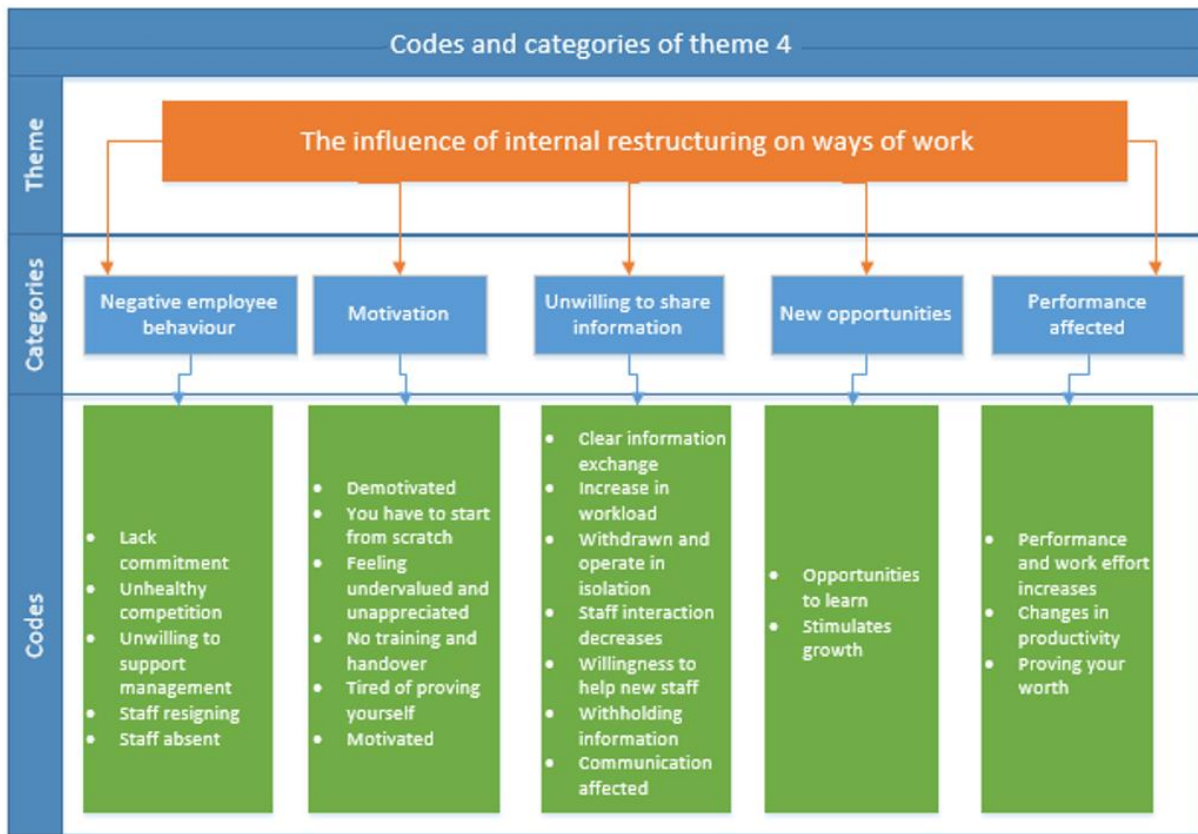 Codes and categories of theme 4
Theme
The influence of internal restructuring on ways of work
Categories
Negative employee
behaviour
Motivation
Unwilling to share
information
New opportunities
Performance
affected
Codes
• Lack
commitment
• Unhealthy
competition
• Unwilling to
support
management
• Staff resigning
• Staff absent
• Demotivated
• You have to start
from scratch
• Feeling
undervalued and
unappreciated
• No training and
handover
• Tired of proving
yourself
• Motivated
• Clear information
exchange
• Increase in
workload
• Withdrawn and
operate in
isolation
• Staff interaction
decreases
• Willingness to
help new staff
• Withholding
information
• Communication
affected
• Opportunities
to learn
• Stimulates
growth
• Performance
and work effort
increases
• Changes in
productivity
• Proving your
worth